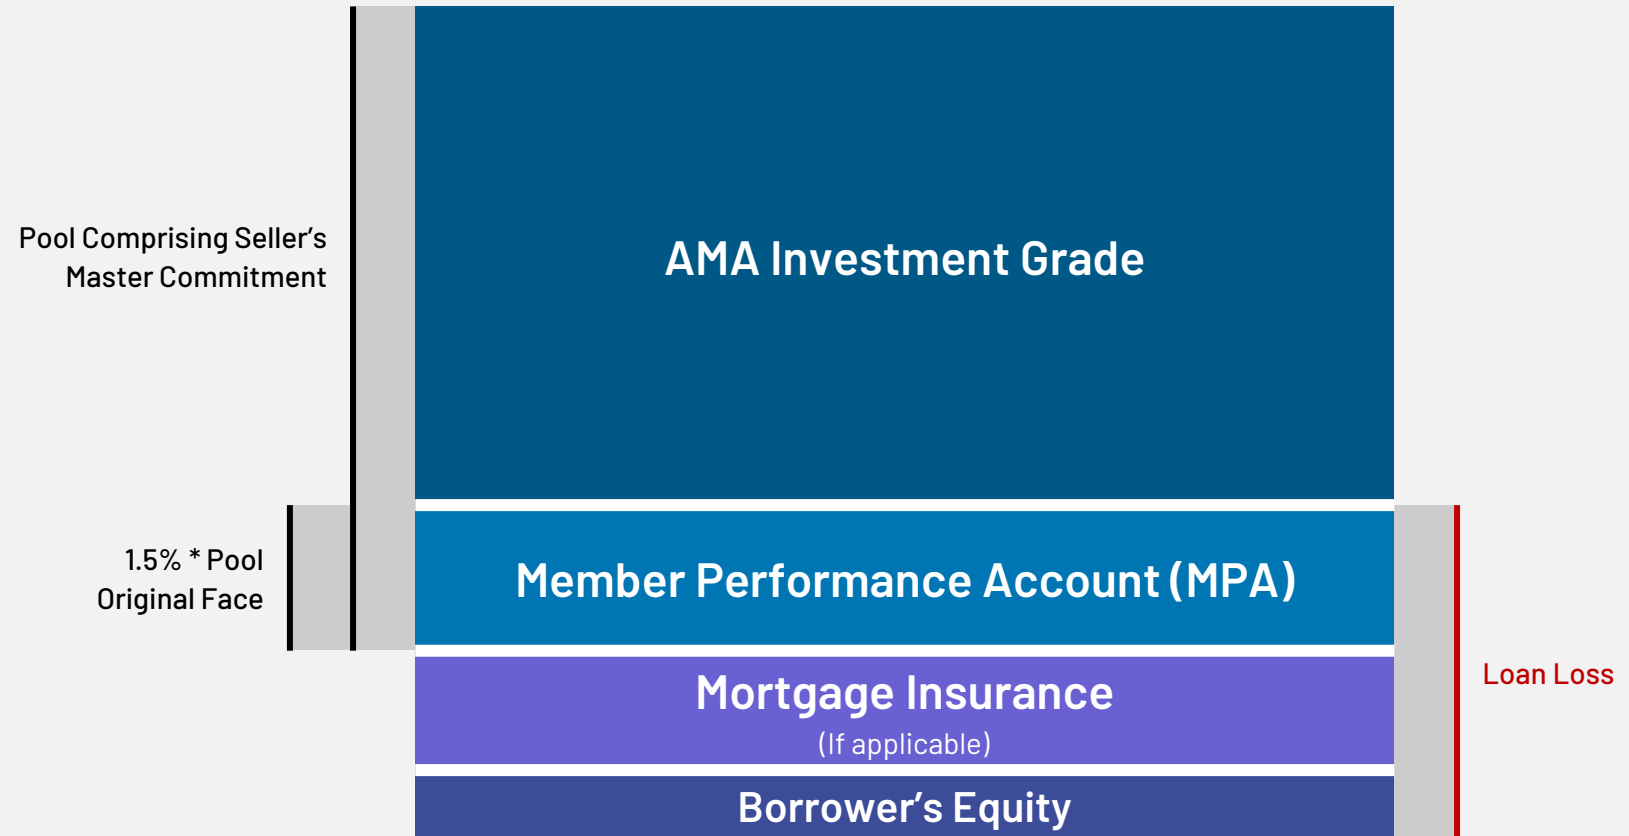 Pool Comprising Seller’s
Master Commitment
AMA Investment Grade
1.5% * Pool
Original Face
Member Performance Account (MPA)
Mortgage Insurance
(If applicable)
Loan Loss
Borrower’s Equity